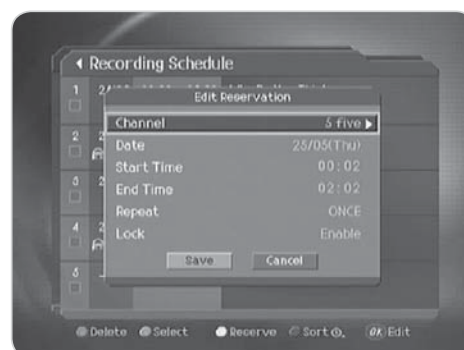 Recording Schedule
1
Edit Reservation
Channel 5 five
Date 25/05(Thu)
2
Start Time 00:02
3
End Time 02:02
Repeat ONCE
4
Lock Enable
Save Cancel
5
Delete Select Reserve Sort OK Edit